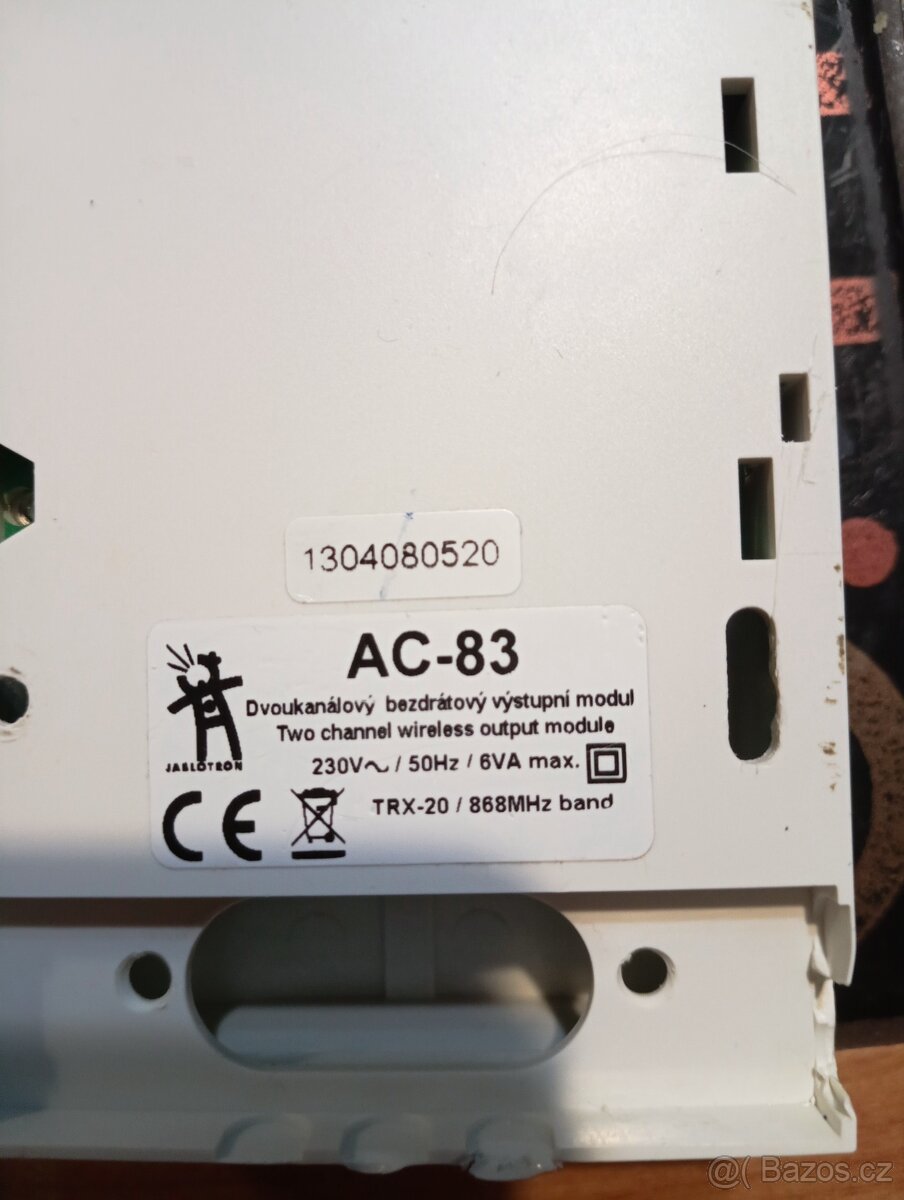 1304080520
AC-83
Dvoukanálový bezdrátový výstupní modul
Two channel wireless output module
JABLOTRON
230V～ / 50Hz / 6VA max.
CE
TRX-20 / 868MHz band
@( Bazos.cz